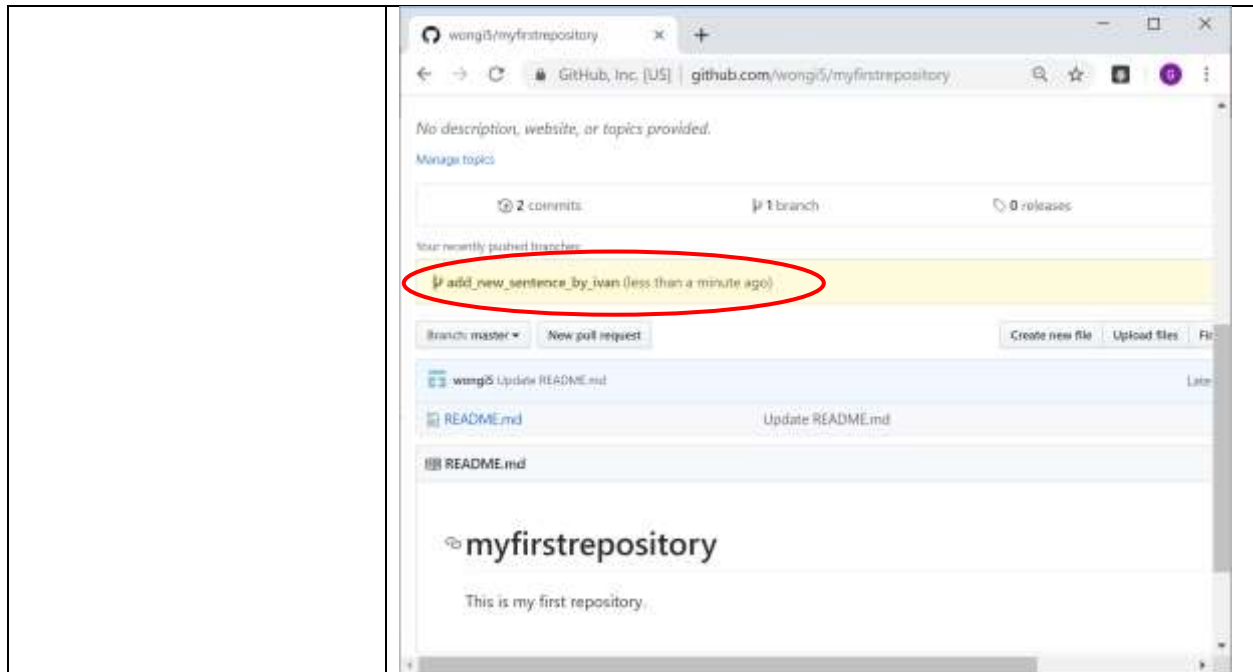 wongi5/myfirstrepository
GitHub, Inc. [US] | github.com/wongi5/myfirstrepository
G
No description, website, or topics provided.
Manage topics
2 commits 1 branch 0 releases
Your recently pushed branches:
add_new_sentence_by_ivan (less than a minute ago)
Branch: master New pull request Create new file Upload files Fi
wongi5 Update README.md Late
README.md Update README.md
README.md
myfirstrepository
This is my first repository.